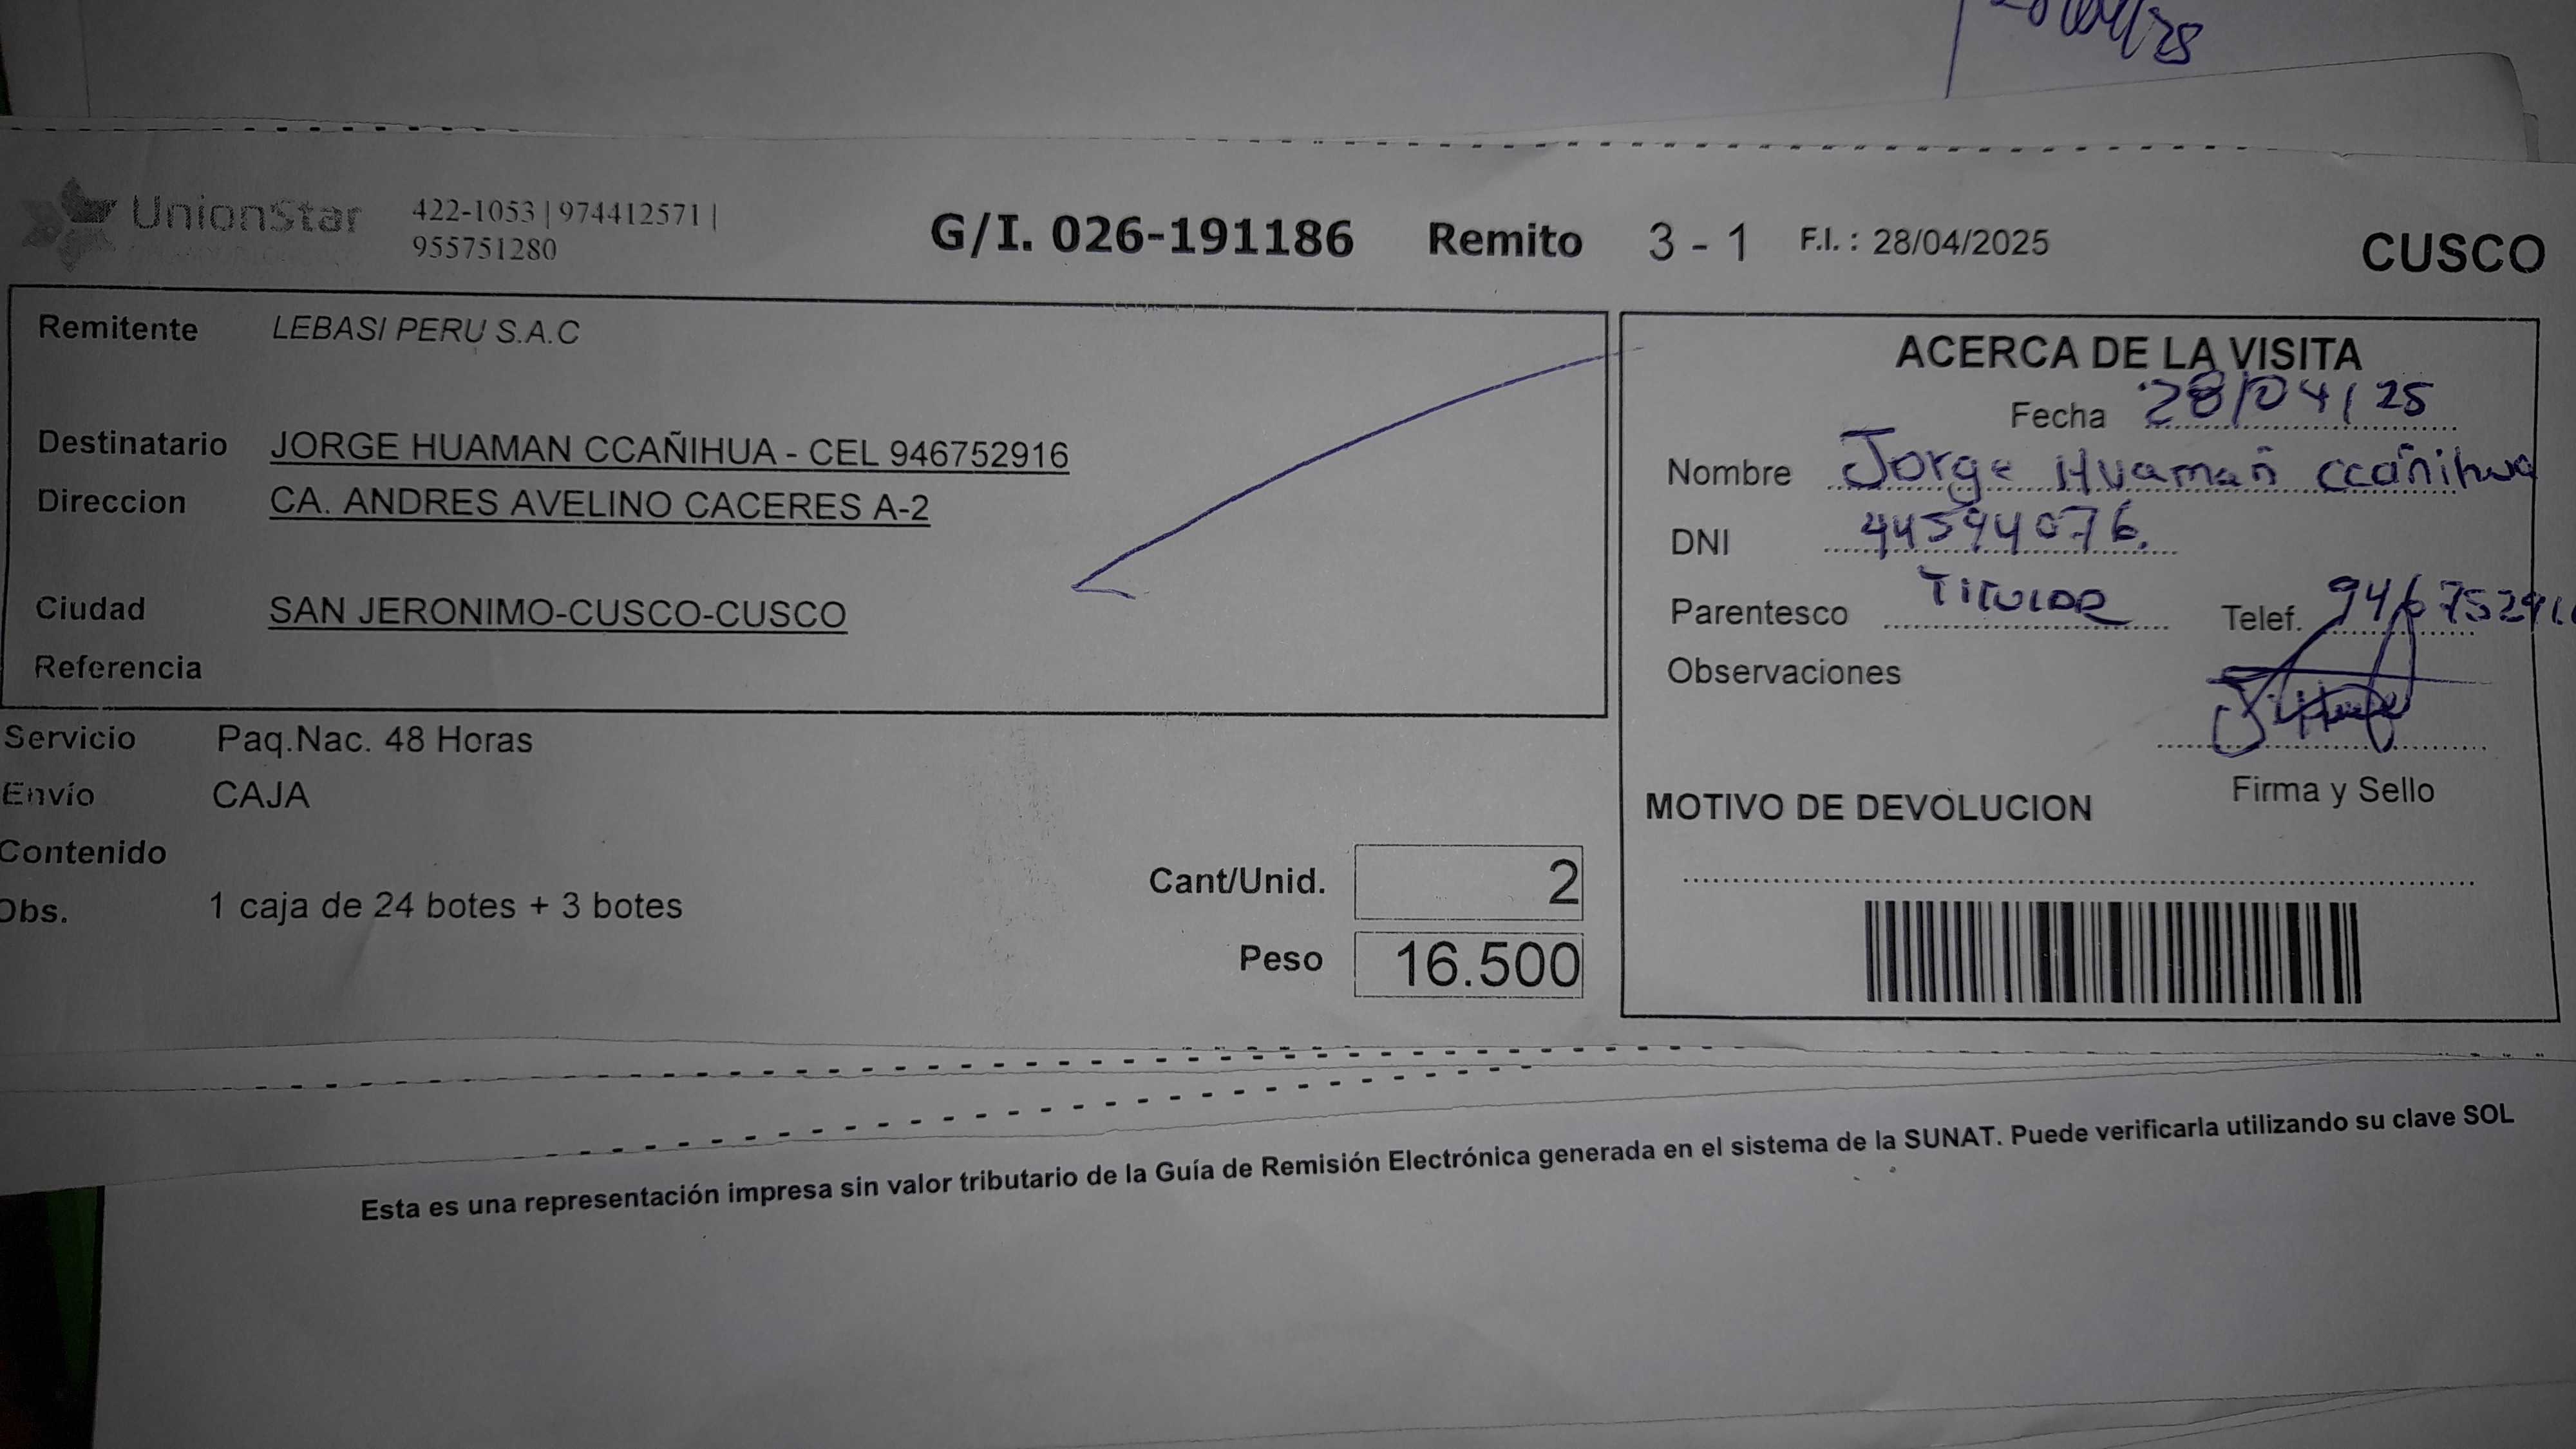 UnionStar
422-1053 | 974412571 |
955751280
G/I. 026-191186 Remito 3 - 1 F.I. : 28/04/2025
CUSCO
Remitente LEBASI PERU S.A.C
Destinatario JORGE HUAMAN CCAÑIHUA - CEL 946752916
Direccion CA. ANDRES AVELINO CACERES A-2
Ciudad SAN JERONIMO-CUSCO-CUSCO
Referencia
Servicio Paq.Nac. 48 Horas
Envío CAJA
Contenido
Obs. 1 caja de 24 botes + 3 botes
Cant/Unid. 2
Peso 16.500
ACERCA DE LA VISITA
Fecha 28/04/25
Nombre Jorge Huamañ ccañihua
DNI 44594076.
Parentesco TITULAR Telef. 94675291
Observaciones
Firma y Sello
MOTIVO DE DEVOLUCION
Esta es una representación impresa sin valor tributario de la Guía de Remisión Electrónica generada en el sistema de la SUNAT. Puede verificarla utilizando su clave SOL